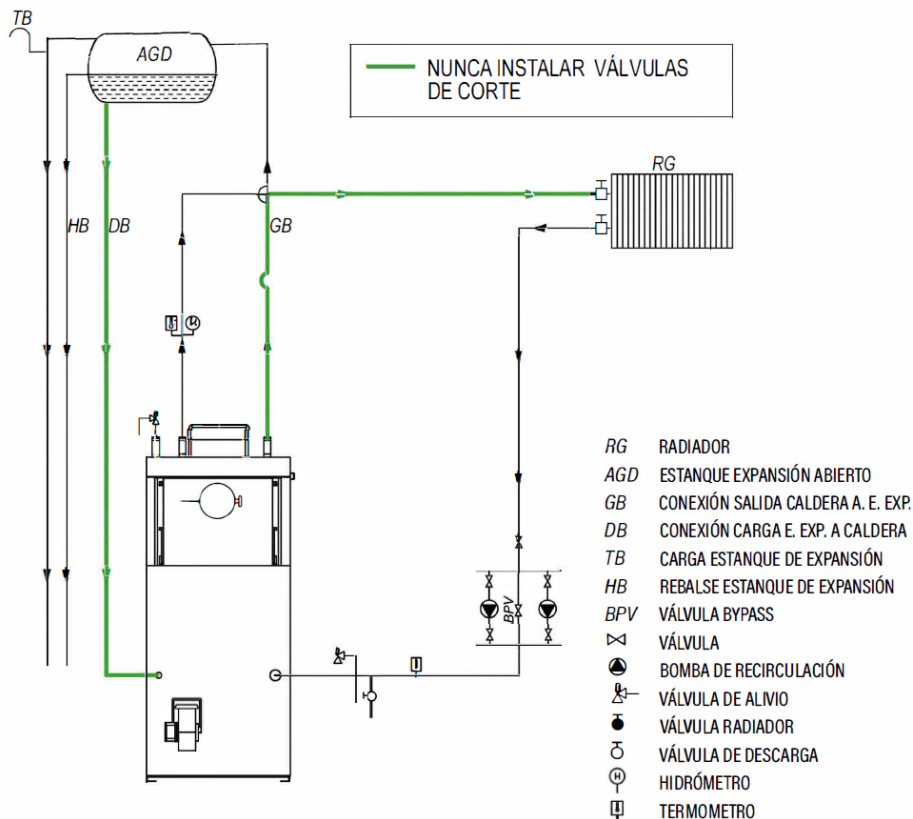 TB
AGD
NUNCA INSTALAR VÁLVULAS
DE CORTE
RG
HB
DB
GB
BPV
RG RADIADOR
AGD ESTANQUE EXPANSIÓN ABIERTO
GB CONEXIÓN SALIDA CALDERA A. E. EXP.
DB CONEXIÓN CARGA E. EXP. A CALDERA
TB CARGA ESTANQUE DE EXPANSIÓN
HB REBALSE ESTANQUE DE EXPANSIÓN
BPV VÁLVULA BYPASS
VÁLVULA
BOMBA DE RECIRCULACIÓN
VÁLVULA DE ALIVIO
VÁLVULA RADIADOR
VÁLVULA DE DESCARGA
H HIDRÓMETRO
TERMOMETRO